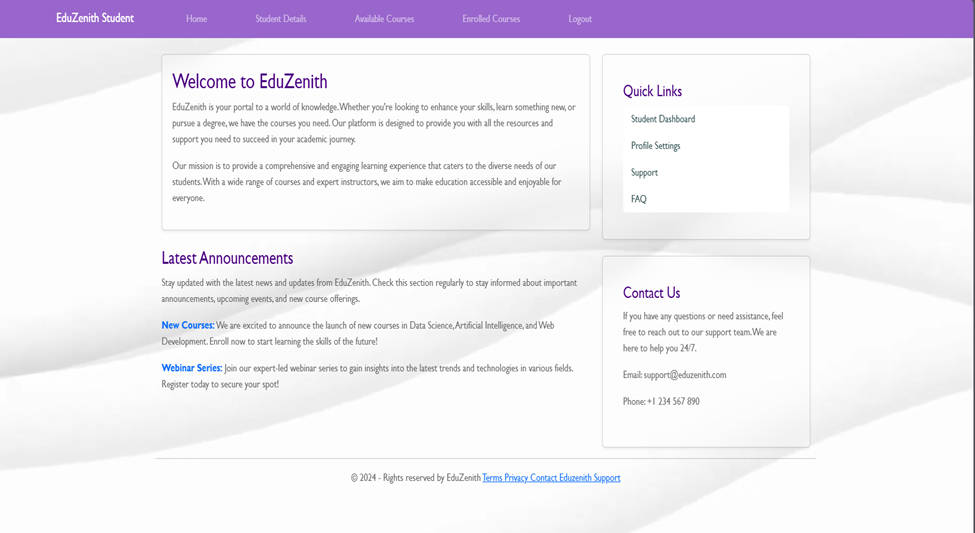 EduZenith Student Home Student Details Available Courses Enrolled Courses Logout
Welcome to EduZenith
EduZenith is your portal to a world of knowledge. Whether you're looking to enhance your skills, learn something new, or
pursue a degree, we have the courses you need. Our platform is designed to provide you with all the resources and
support you need to succeed in your academic journey.
Our mission is to provide a comprehensive and engaging learning experience that caters to the diverse needs of our
students. With a wide range of courses and expert instructors, we aim to make education accessible and enjoyable for
everyone.
Latest Announcements
Stay updated with the latest news and updates from EduZenith. Check this section regularly to stay informed about important
announcements, upcoming events, and new course offerings.
New Courses: We are excited to announce the launch of new courses in Data Science, Artificial Intelligence, and Web
Development. Enroll now to start learning the skills of the future!
Webinar Series: Join our expert-led webinar series to gain insights into the latest trends and technologies in various fields.
Register today to secure your spot!
Quick Links
Student Dashboard
Profile Settings
Support
FAQ
Contact Us
If you have any questions or need assistance, feel
free to reach out to our support team. We are
here to help you 24/7.
Email: support@eduzenith.com
Phone: +1 234 567 890
© 2024 - Rights reserved by EduZenith Terms Privacy Contact Eduzenith Support